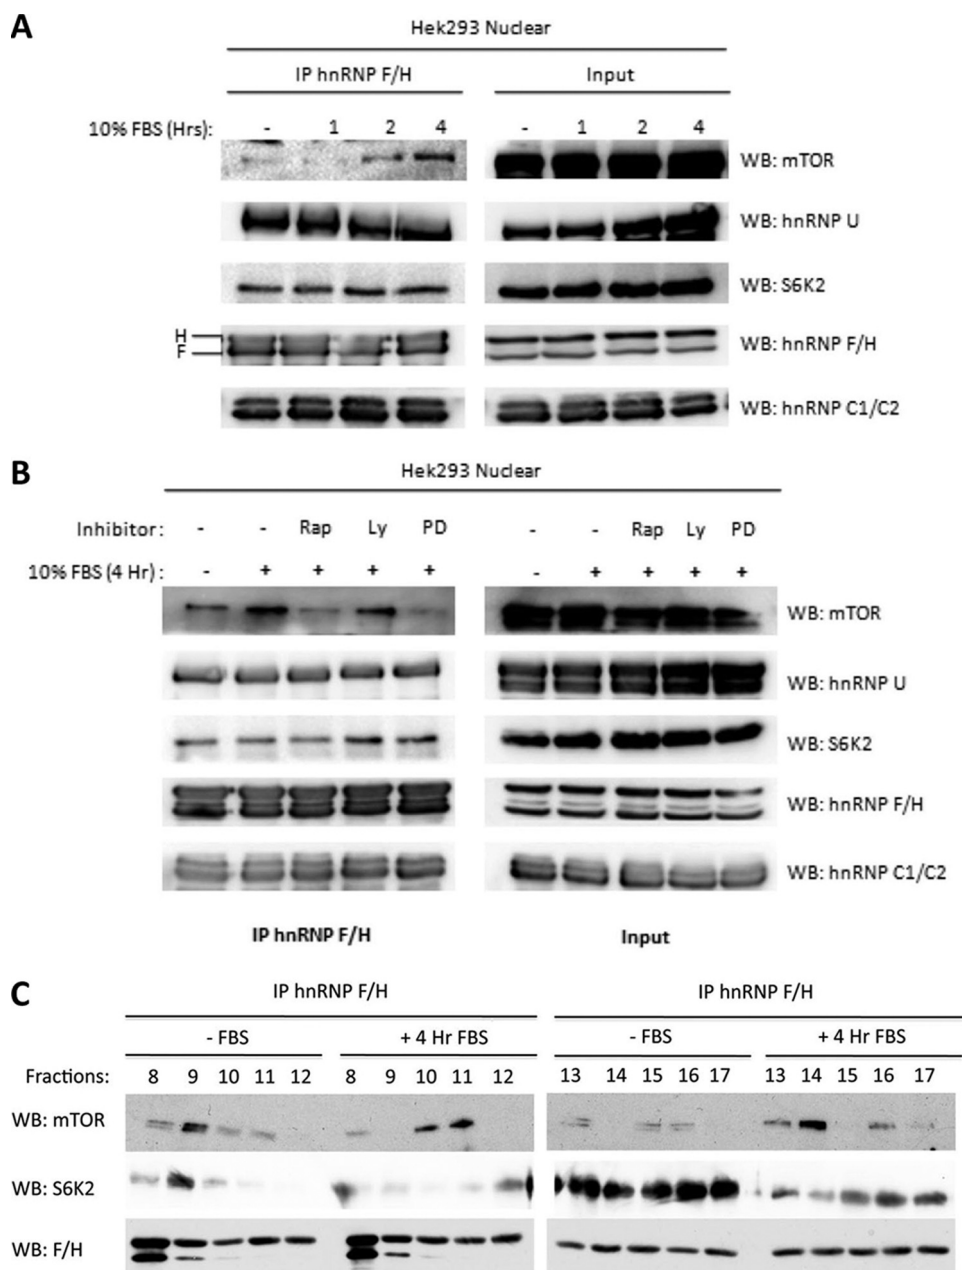 A
Hek293 Nuclear
IP hnRNP F/H Input
10% FBS (Hrs): - 1 2 4 - 1 2 4
WB: mTOR
WB: hnRNP U
WB: S6K2
H
F
WB: hnRNP F/H
WB: hnRNP C1/C2
B
Hek293 Nuclear
Inhibitor: - - Rap Ly PD - - Rap Ly PD
10% FBS (4 Hr) : - + + + + - + + + +
WB: mTOR
WB: hnRNP U
WB: S6K2
WB: hnRNP F/H
WB: hnRNP C1/C2
IP hnRNP F/H Input
C
IP hnRNP F/H IP hnRNP F/H
- FBS + 4 Hr FBS - FBS + 4 Hr FBS
Fractions: 8 9 10 11 12 8 9 10 11 12 13 14 15 16 17 13 14 15 16 17
WB: mTOR
WB: S6K2
WB: F/H